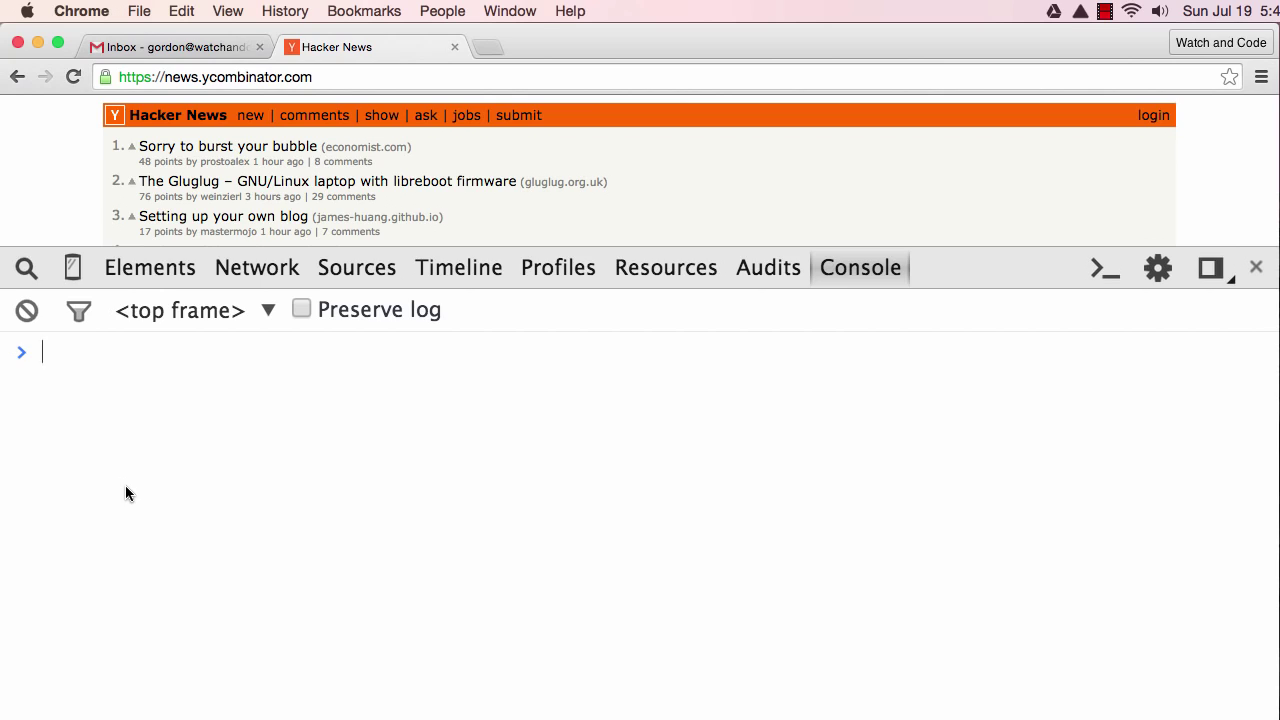 Chrome File Edit View History Bookmarks People Window Help Sun Jul 19 5:4
Inbox - gordon@watchand
Hacker News
Watch and Code
https://news.ycombinator.com
Y Hacker News new | comments | show | ask | jobs | submit login
1. Sorry to burst your bubble (economist.com)
48 points by prostoalex 1 hour ago | 8 comments
2. The Gluglug – GNU/Linux laptop with libreboot firmware (gluglug.org.uk)
76 points by weinzierl 3 hours ago | 29 comments
3. Setting up your own blog (james-huang.github.io)
17 points by mastermojo 1 hour ago | 7 comments
Elements Network Sources Timeline Profiles Resources Audits Console
<top frame> ▼ Preserve log